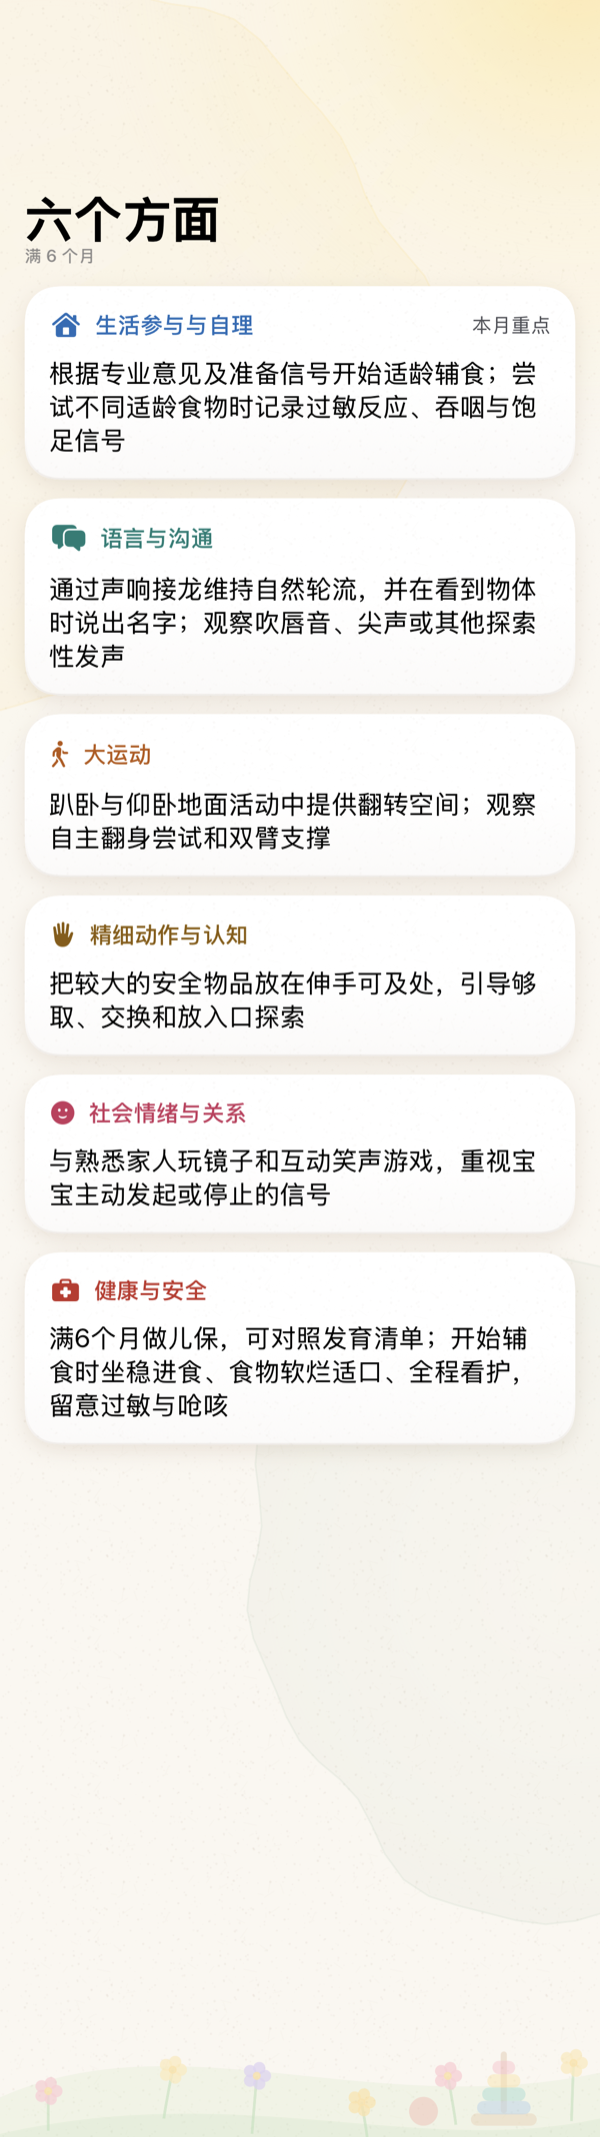 六个方面
满 6 个月
生活参与与自理
本月重点
根据专业意见及准备信号开始适龄辅食；尝
试不同适龄食物时记录过敏反应、吞咽与饱
足信号
语言与沟通
通过声响接龙维持自然轮流，并在看到物体
时说出名字；观察吹唇音、尖声或其他探索
性发声
大运动
趴卧与仰卧地面活动中提供翻转空间；观察
自主翻身尝试和双臂支撑
精细动作与认知
把较大的安全物品放在伸手可及处，引导够
取、交换和放入口探索
社会情绪与关系
与熟悉家人玩镜子和互动笑声游戏，重视宝
宝主动发起或停止的信号
健康与安全
满6个月做儿保，可对照发育清单；开始辅
食时坐稳进食、食物软烂适口、全程看护，
留意过敏与呛咳